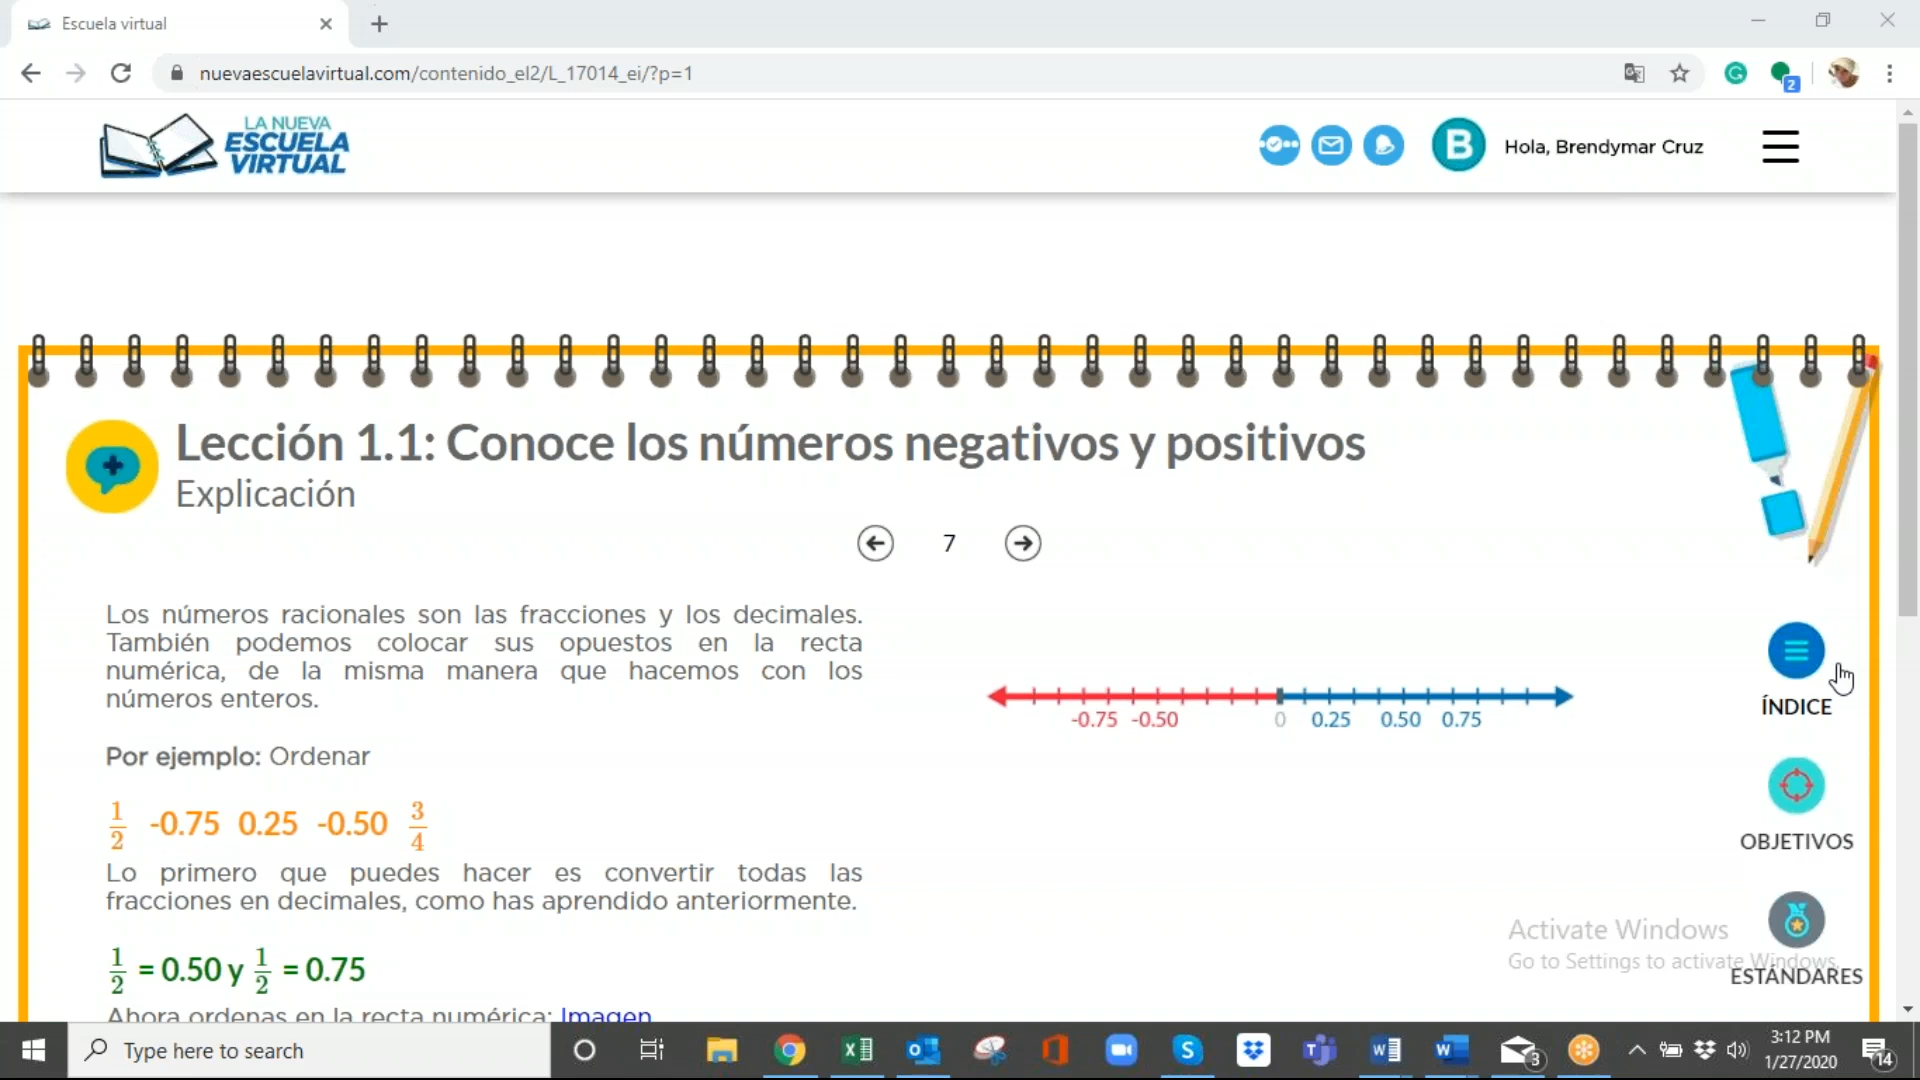 Escuela virtual
nuevaescuelavirtual.com/contenido_el2/L_17014_ei/?p=1
2
LA NUEVA
ESCUELA
VIRTUAL
B
Hola, Brendymar Cruz
Lección 1.1: Conoce los números negativos y positivos
Explicación
7
Los números racionales son las fracciones y los decimales.
También podemos colocar sus opuestos en la recta
numérica, de la misma manera que hacemos con los
números enteros.
Por ejemplo: Ordenar
1/2 -0.75 0.25 -0.50 3/4
Lo primero que puedes hacer es convertir todas las
fracciones en decimales, como has aprendido anteriormente.
1/2 = 0.50 y 1/2 = 0.75
Ahora ordenas en la recta numérica: Imagen
-0.75 -0.50 0 0.25 0.50 0.75
ÍNDICE
OBJETIVOS
ESTÁNDARES
Activate Windows
Go to Settings to activate Windows.
Type here to search
3
3:12 PM
1/27/2020
14